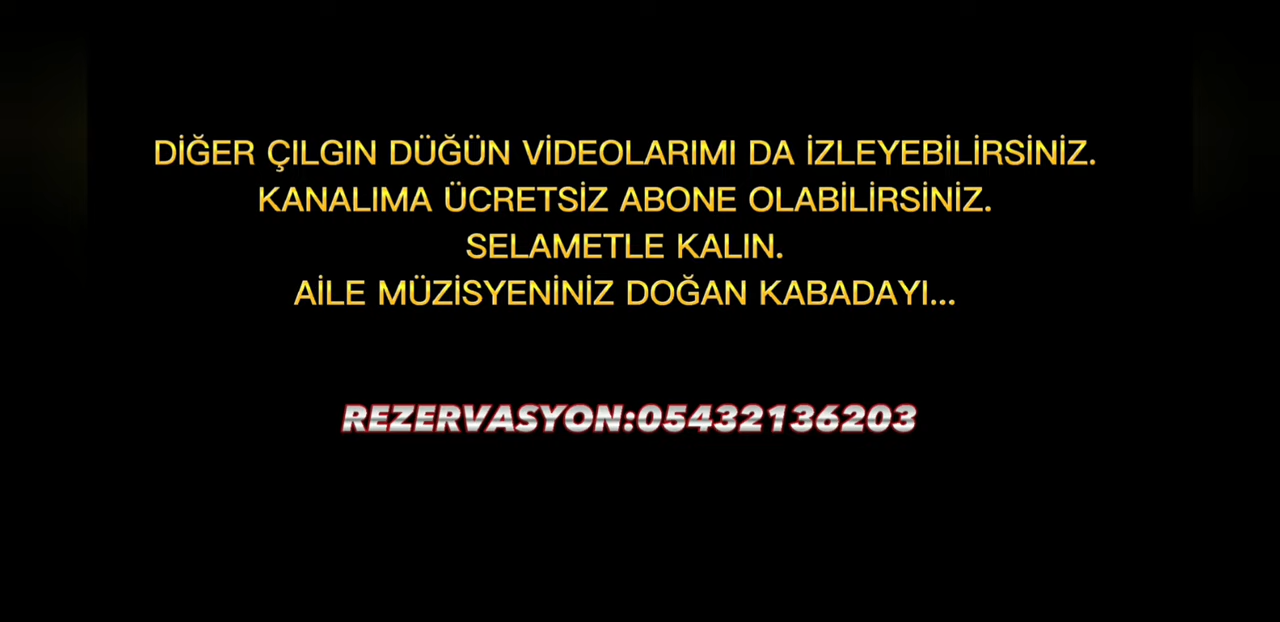 DİĞER ÇILGIN DÜĞÜN VİDEOLARIMI DA İZLEYEBİLİRSİNİZ.
KANALIMA ÜCRETSİZ ABONE OLABİLİRSİNİZ.
SELAMETLE KALIN.
AİLE MÜZİSYENİNİZ DOĞAN KABADAYI...
REZERVASYON:05432136203